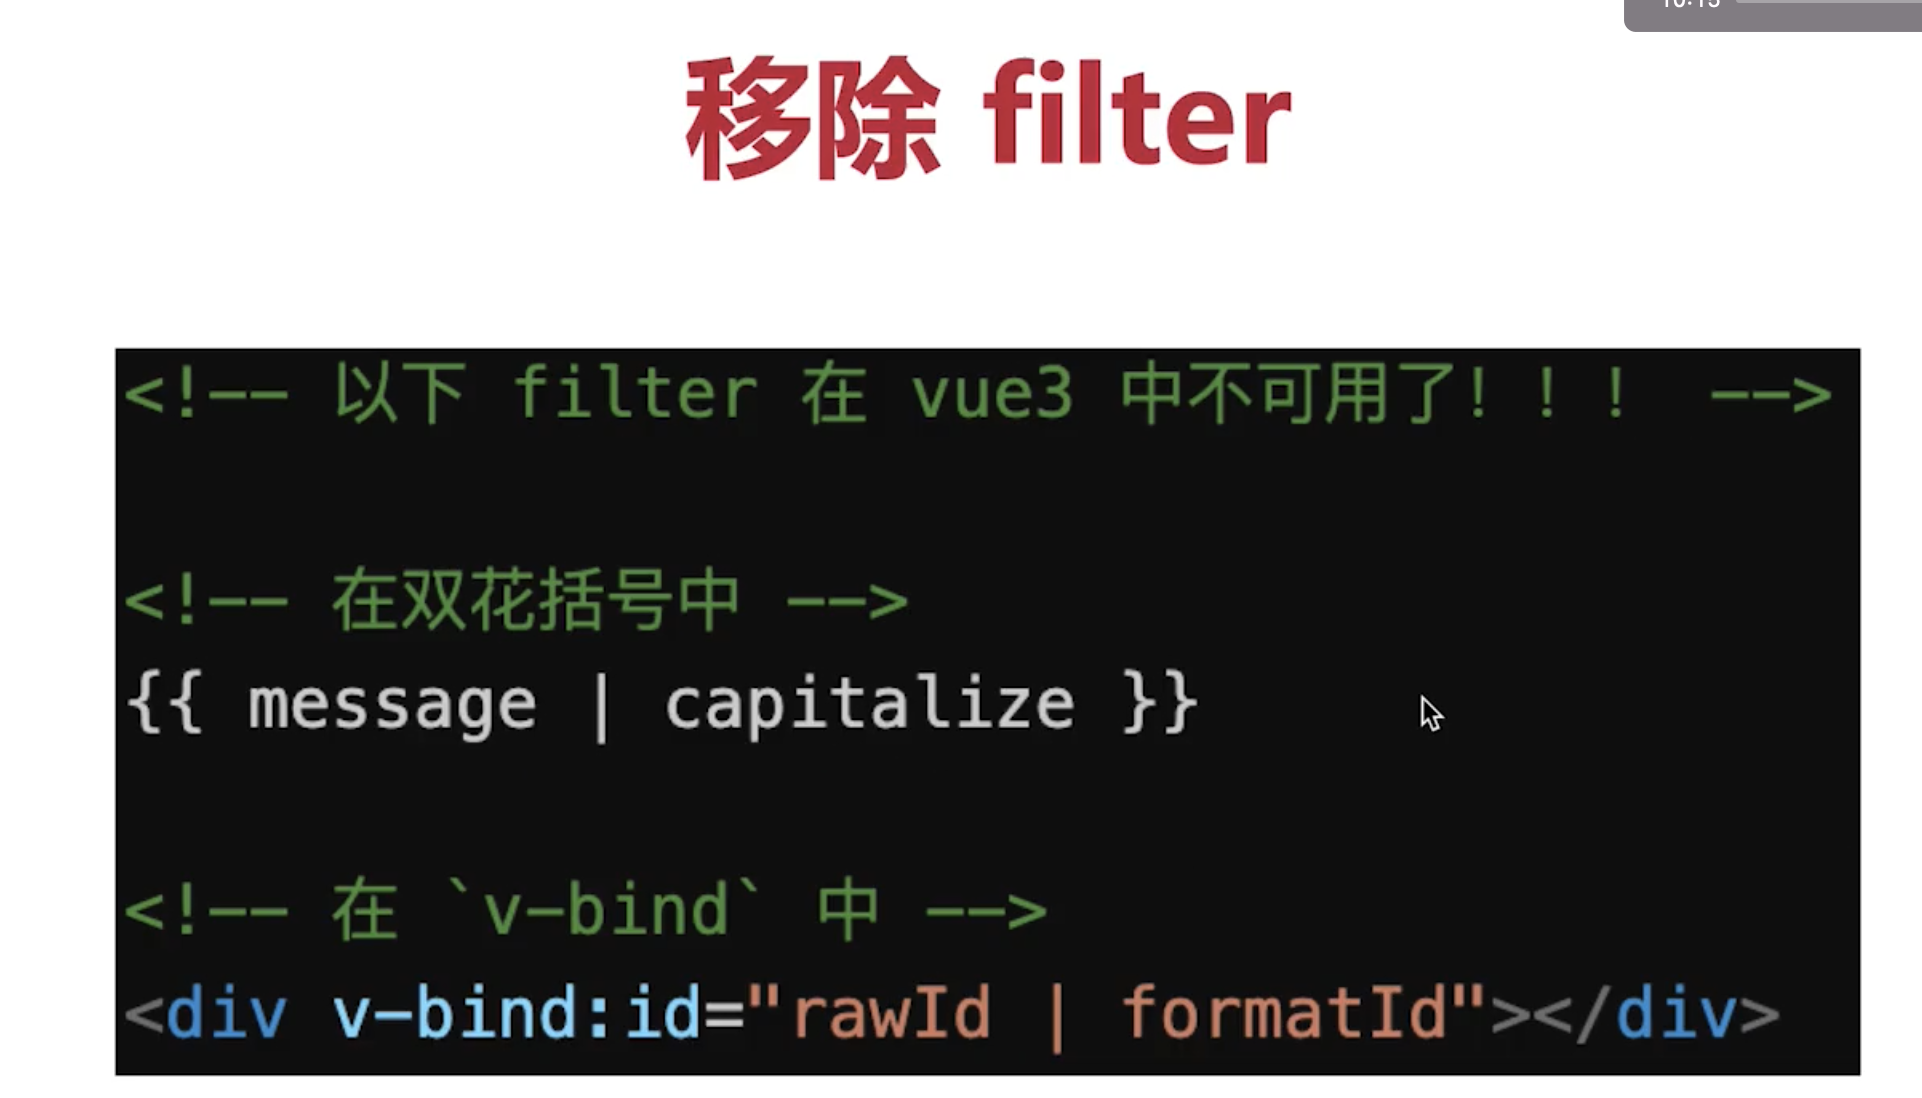 移除 filter
<!-- 以下 filter 在 vue3 中不可用了！！！ -->
<!-- 在双花括号中 -->
{{ message | capitalize }}
<!-- 在 `v-bind` 中 -->
<div v-bind:id="rawId | formatId"></div>